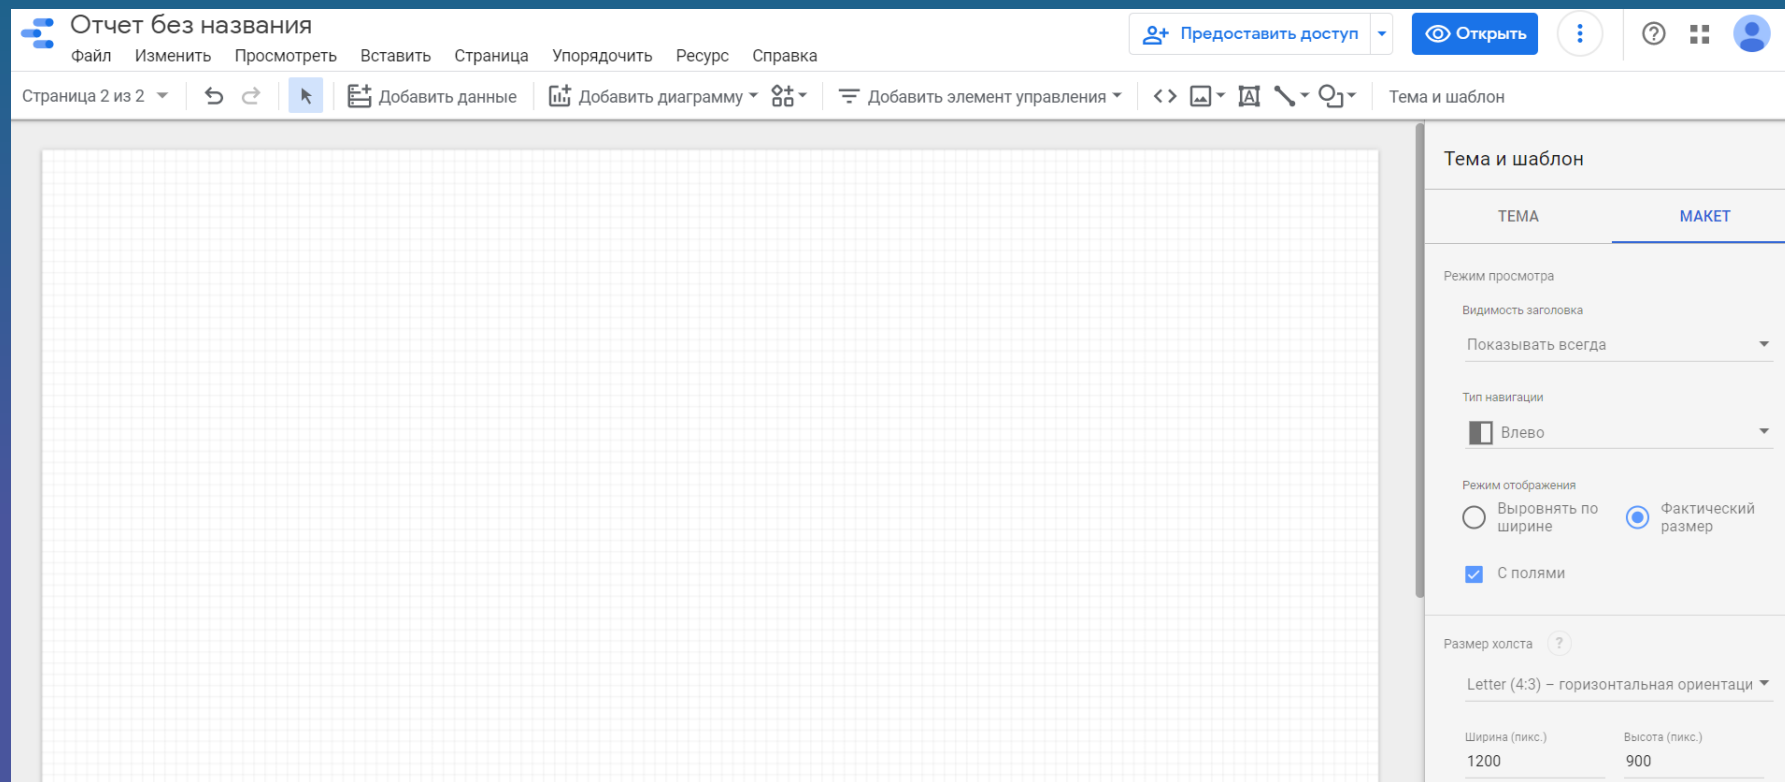 Отчет без названия
Предоставить доступ
Открыть
Файл Изменить Просмотреть Вставить Страница Упорядочить Ресурс Справка
Страница 2 из 2 Добавить данные Добавить диаграмму Добавить элемент управления Тема и шаблон
Тема и шаблон
ТЕМА МАКЕТ
Режим просмотра
Видимость заголовка
Показывать всегда
Тип навигации
Влево
Режим отображения
Выровнять по
ширине
Фактический
размер
С полями
Размер холста ?
Letter (4:3) – горизонтальная ориентаци
Ширина (пикс.) Высота (пикс.)
1200 900